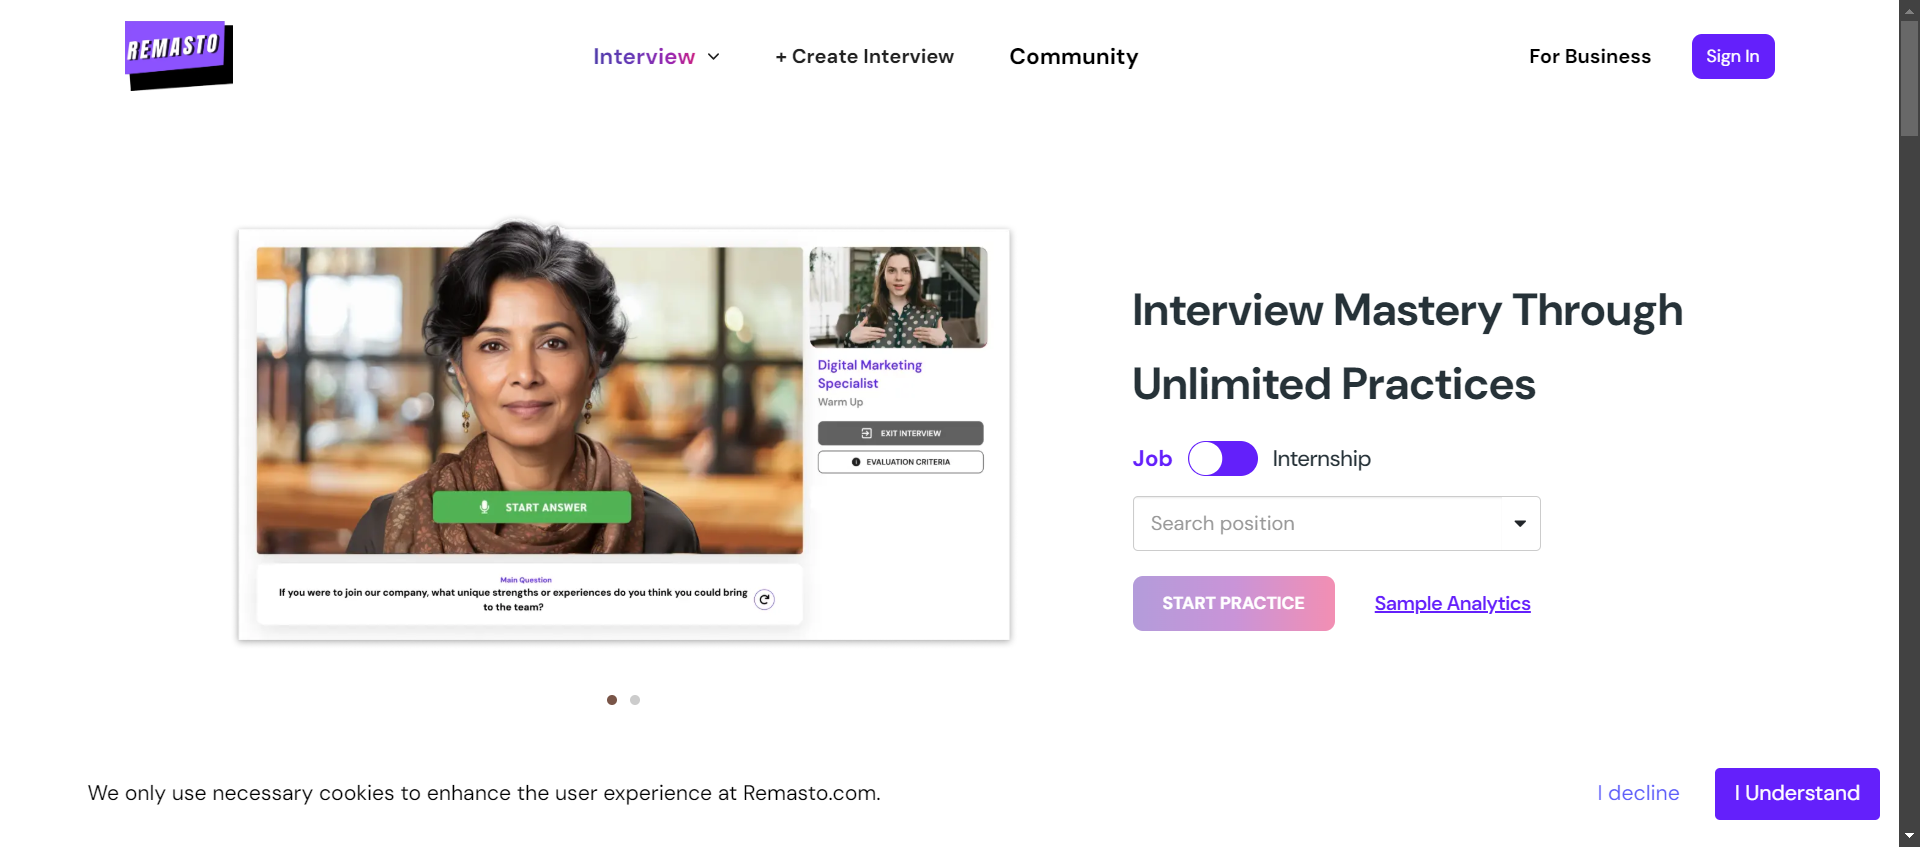 REMASTO
Interview
+ Create Interview
Community
For Business
Sign In
Digital Marketing
Specialist
Warm Up
EXIT INTERVIEW
EVALUATION CRITERIA
START ANSWER
Main Question
If you were to join our company, what unique strengths or experiences do you think you could bring
to the team?
Interview Mastery Through
Unlimited Practices
Job
Internship
Search position
START PRACTICE
Sample Analytics
We only use necessary cookies to enhance the user experience at Remasto.com.
I decline
I Understand